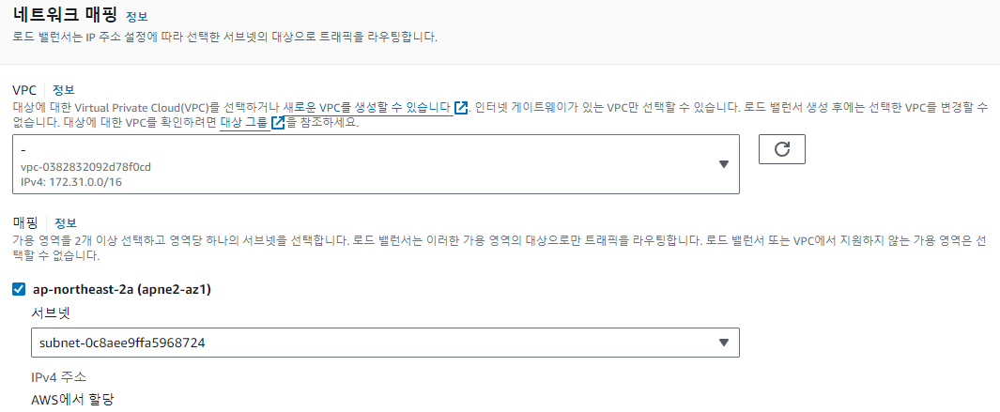 네트워크 매핑 정보
로드 밸런서는 IP 주소 설정에 따라 선택한 서브넷의 대상으로 트래픽을 라우팅합니다.
VPC 정보
대상에 대한 Virtual Private Cloud(VPC)를 선택하거나 새로운 VPC를 생성할 수 있습니다. 인터넷 게이트웨이가 있는 VPC만 선택할 수 있습니다. 로드 밸런서 생성 후에는 선택한 VPC를 변경할 수
없습니다. 대상에 대한 VPC를 확인하려면 대상 그룹을 참조하세요.
-
vpc-0382832092d78f0cd
IPv4: 172.31.0.0/16
매핑 정보
가용 영역을 2개 이상 선택하고 영역당 하나의 서브넷을 선택합니다. 로드 밸런서는 이러한 가용 영역의 대상으로만 트래픽을 라우팅합니다. 로드 밸런서 또는 VPC에서 지원하지 않는 가용 영역은 선
택할 수 없습니다.
ap-northeast-2a (apne2-az1)
서브넷
subnet-0c8aee9ffa5968724
IPv4 주소
AWS에서 할당